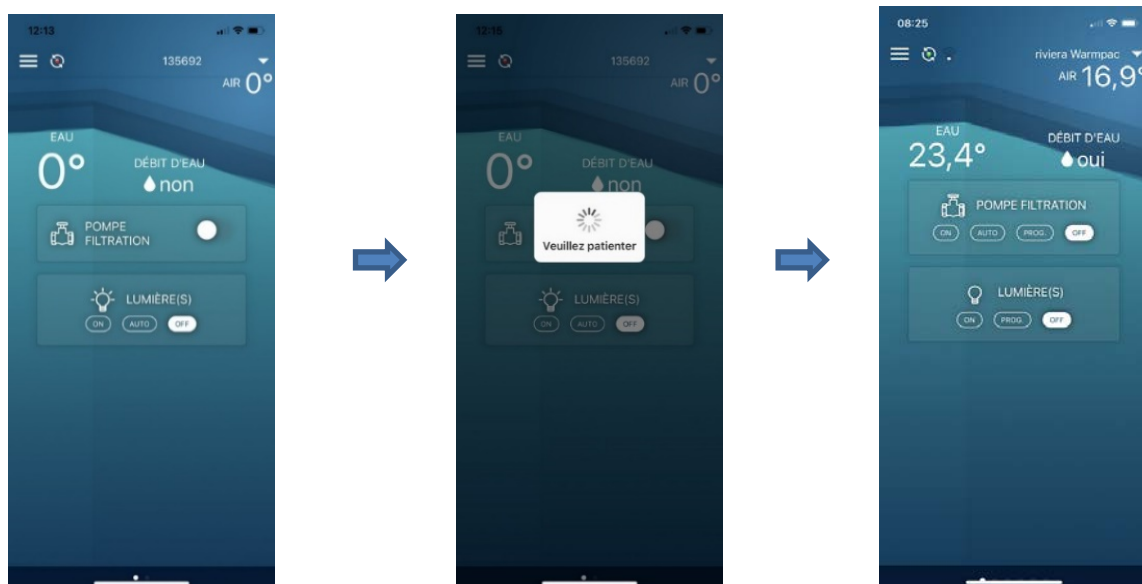 12:13
135692
AIR 0°
EAU
0°
DÉBIT D'EAU
non
POMPE
FILTRATION
LUMIÈRE(S)
ON AUTO OFF
12:15
135692
AIR 0°
EAU
0°
DÉBIT D'EAU
non
Veuillez patienter
LUMIÈRE(S)
ON AUTO OFF
08:25
riviera Warmpac
AIR 16,9°
EAU
23,4°
DÉBIT D'EAU
oui
POMPE FILTRATION
ON AUTO PROG. OFF
LUMIÈRE(S)
ON PROG. OFF